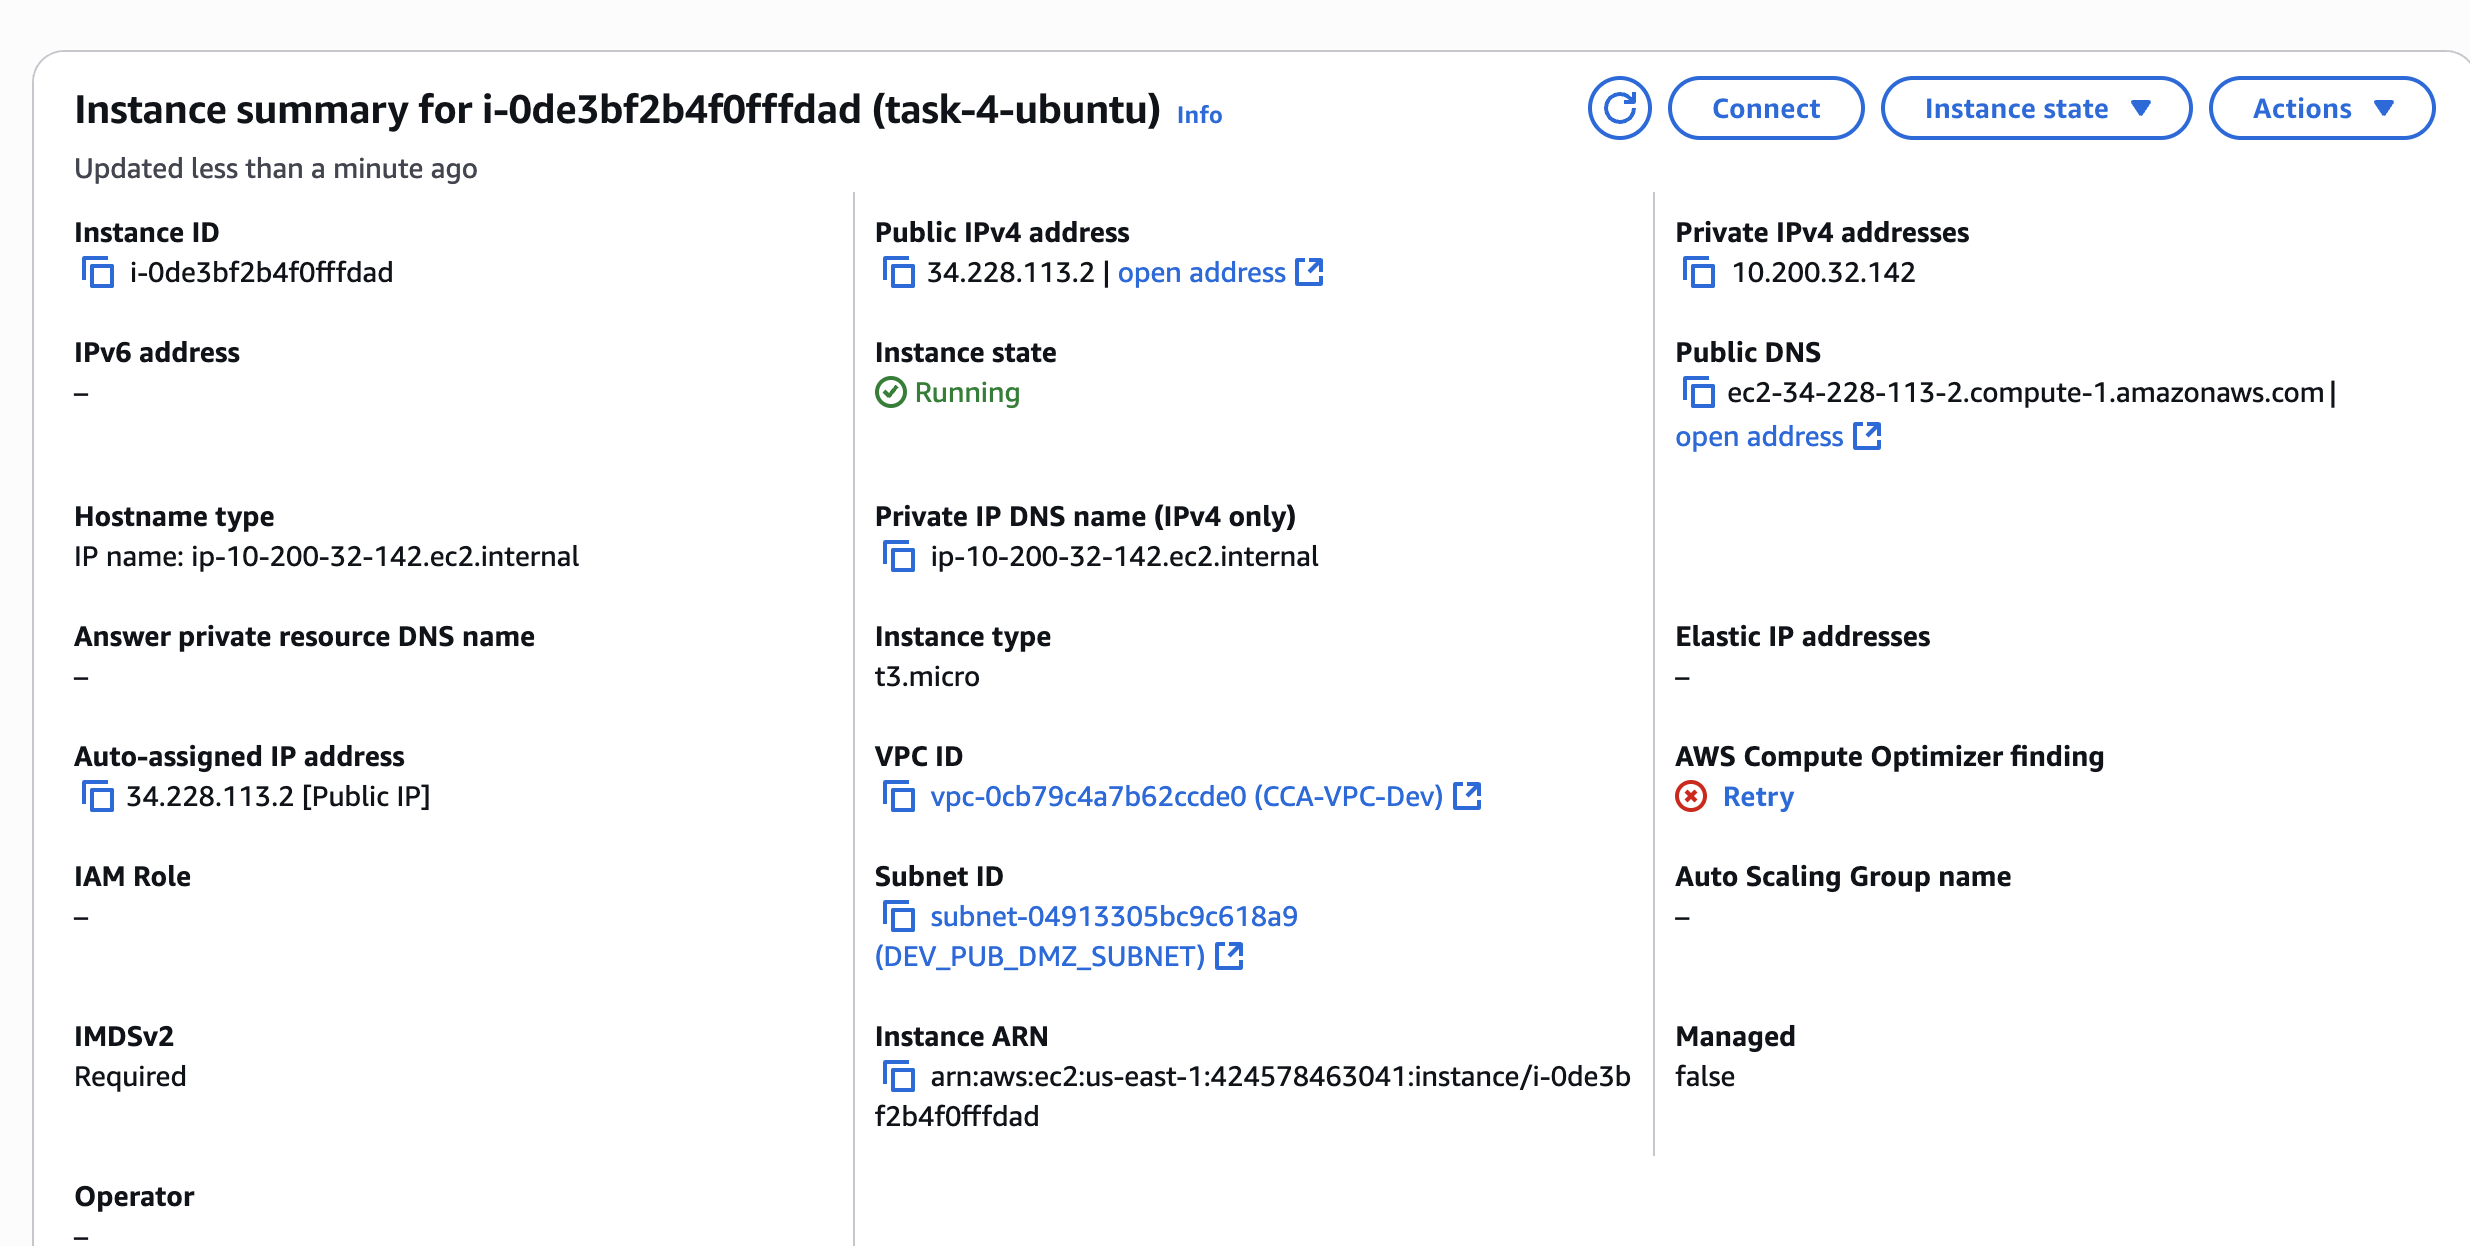 Instance summary for i-0de3bf2b4f0fffdad (task-4-ubuntu) Info
Connect
Instance state
Actions
Updated less than a minute ago
Instance ID
i-0de3bf2b4f0fffdad
Public IPv4 address
34.228.113.2 | open address
Private IPv4 addresses
10.200.32.142
IPv6 address
–
Instance state
Running
Public DNS
ec2-34-228-113-2.compute-1.amazonaws.com |
open address
Hostname type
IP name: ip-10-200-32-142.ec2.internal
Private IP DNS name (IPv4 only)
ip-10-200-32-142.ec2.internal
Answer private resource DNS name
–
Instance type
t3.micro
Elastic IP addresses
–
Auto-assigned IP address
34.228.113.2 [Public IP]
VPC ID
vpc-0cb79c4a7b62ccde0 (CCA-VPC-Dev)
AWS Compute Optimizer finding
Retry
IAM Role
–
Subnet ID
subnet-04913305bc9c618a9
(DEV_PUB_DMZ_SUBNET)
Auto Scaling Group name
–
IMDSv2
Required
Instance ARN
arn:aws:ec2:us-east-1:424578463041:instance/i-0de3b
f2b4f0fffdad
Managed
false
Operator
–